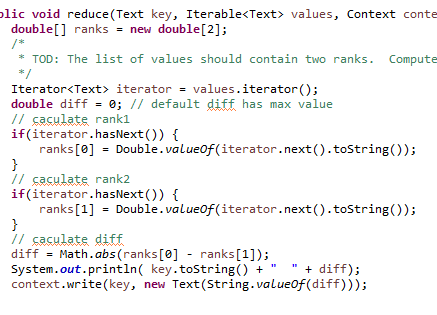 blic void reduce(Text key, Iterable<Text> values, Context conte
double[] ranks = new double[2];
/*
* TOD: The list of values should contain two ranks.  Compute
*/
Iterator<Text> iterator = values.iterator();
double diff = 0; // default diff has max value
// caculate rank1
if(iterator.hasNext()) {
ranks[0] = Double.valueOf(iterator.next().toString());
}
// caculate rank2
if(iterator.hasNext()) {
ranks[1] = Double.valueOf(iterator.next().toString());
}
// caculate diff
diff = Math.abs(ranks[0] - ranks[1]);
System.out.println( key.toString() + "  " + diff);
context.write(key, new Text(String.valueOf(diff)));